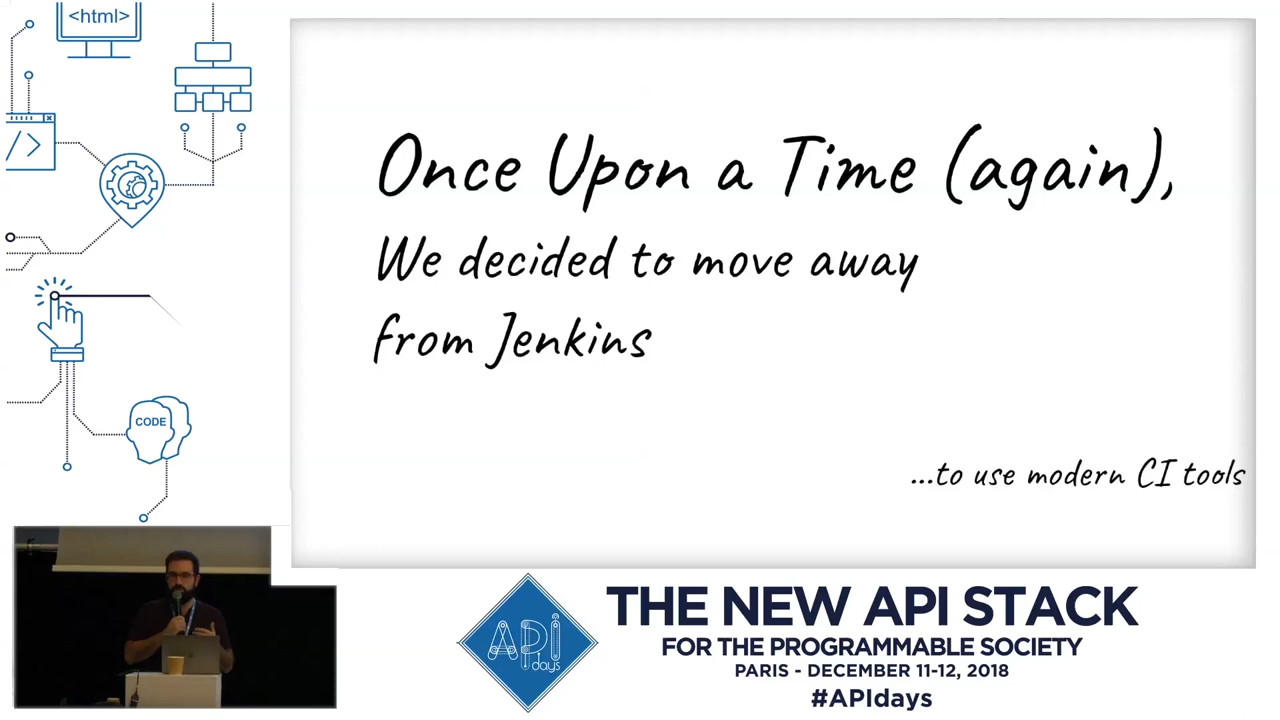 <html>
</>
CODE
Once Upon a Time (again),
We decided to move away
from Jenkins
...to use modern CI tools
API
days
THE NEW API STACK
FOR THE PROGRAMMABLE SOCIETY
PARIS - DECEMBER 11-12, 2018
#APIdays